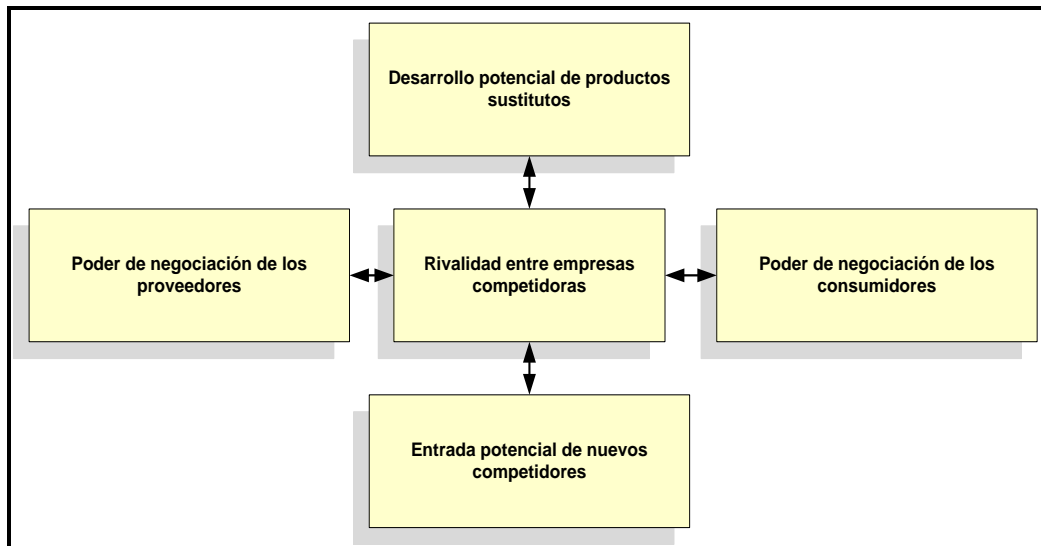 Desarrollo potencial de productos
sustitutos
Poder de negociación de los
proveedores
Rivalidad entre empresas
competidoras
Poder de negociación de los
consumidores
Entrada potencial de nuevos
competidores